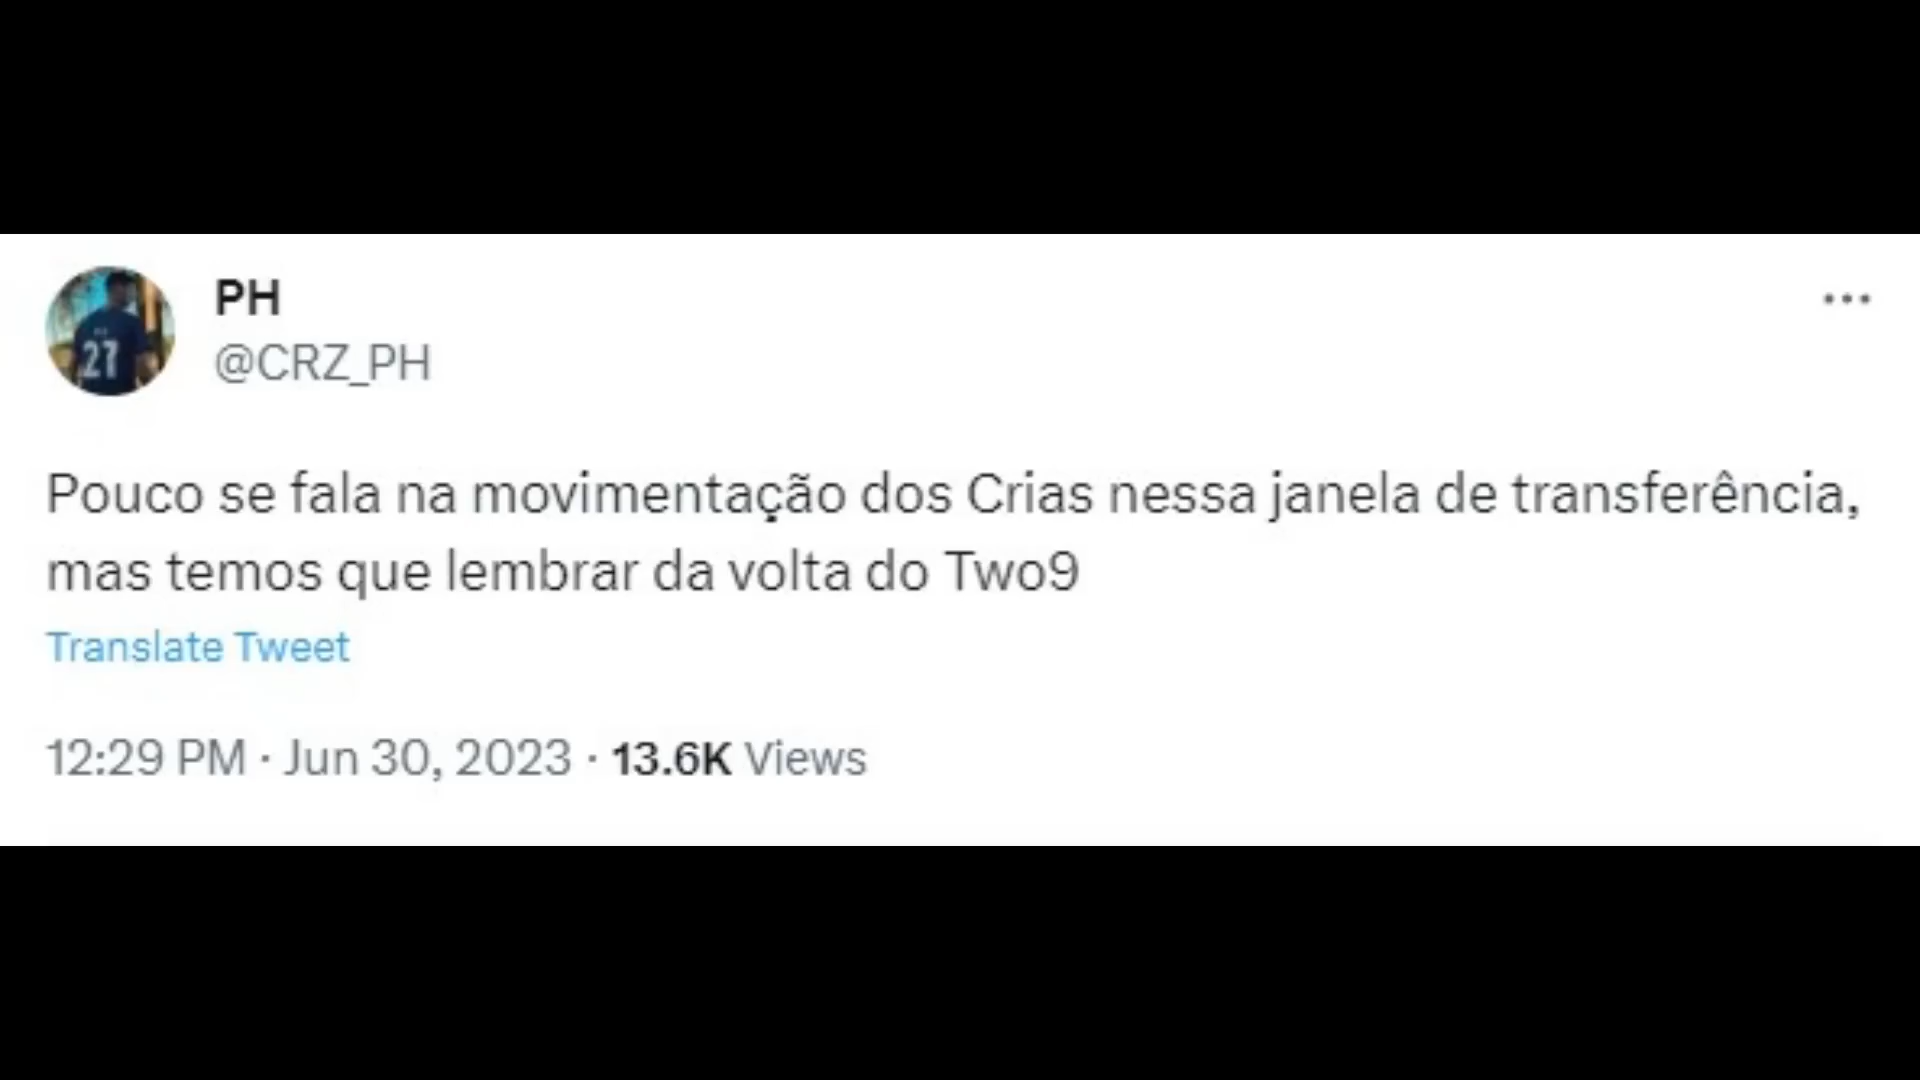 PH
@CRZ_PH
27
Pouco se fala na movimentação dos Crias nessa janela de transferência,
mas temos que lembrar da volta do Two9
Translate Tweet
12:29 PM · Jun 30, 2023 · 13.6K Views